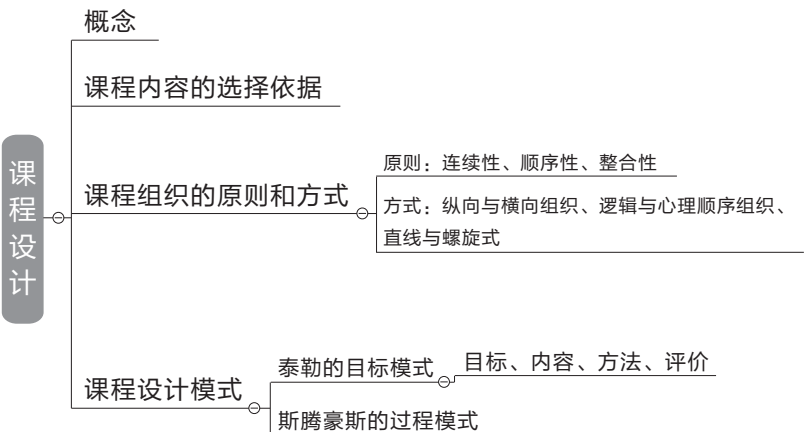 课程设计
概念
课程内容的选择依据
课程组织的原则和方式
原则：连续性、顺序性、整合性
方式：纵向与横向组织、逻辑与心理顺序组织、
直线与螺旋式
课程设计模式
泰勒的目标模式
目标、内容、方法、评价
斯腾豪斯的过程模式